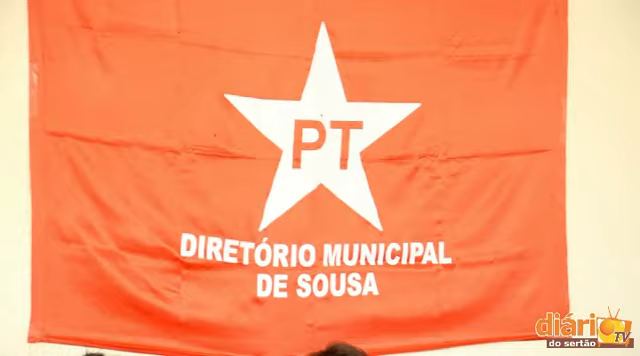 PT
DIRETÓRIO MUNICIPAL
DE SOUSA
diário
TV
do sertão